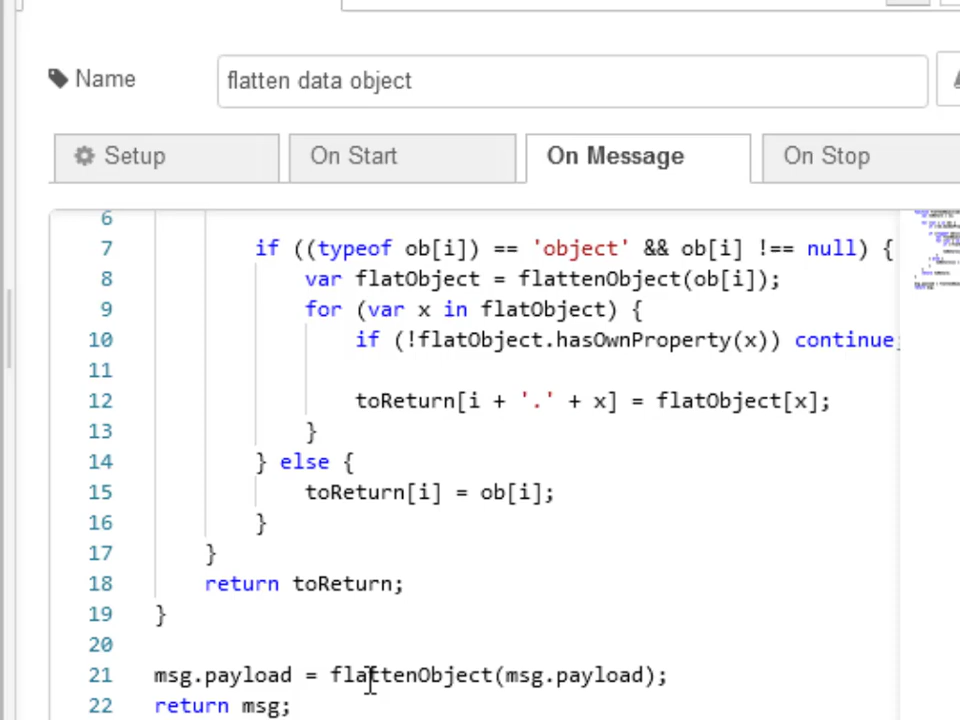 Name
flatten data object
Setup
On Start
On Message
On Stop
6
7 if ((typeof ob[i]) == 'object' && ob[i] !== null) {
8 var flatObject = flattenObject(ob[i]);
9 for (var x in flatObject) {
10 if (!flatObject.hasOwnProperty(x)) continue;
11
12 toReturn[i + '.' + x] = flatObject[x];
13 }
14 } else {
15 toReturn[i] = ob[i];
16 }
17 }
18 return toReturn;
19 }
20
21 msg.payload = flattenObject(msg.payload);
22 return msg;